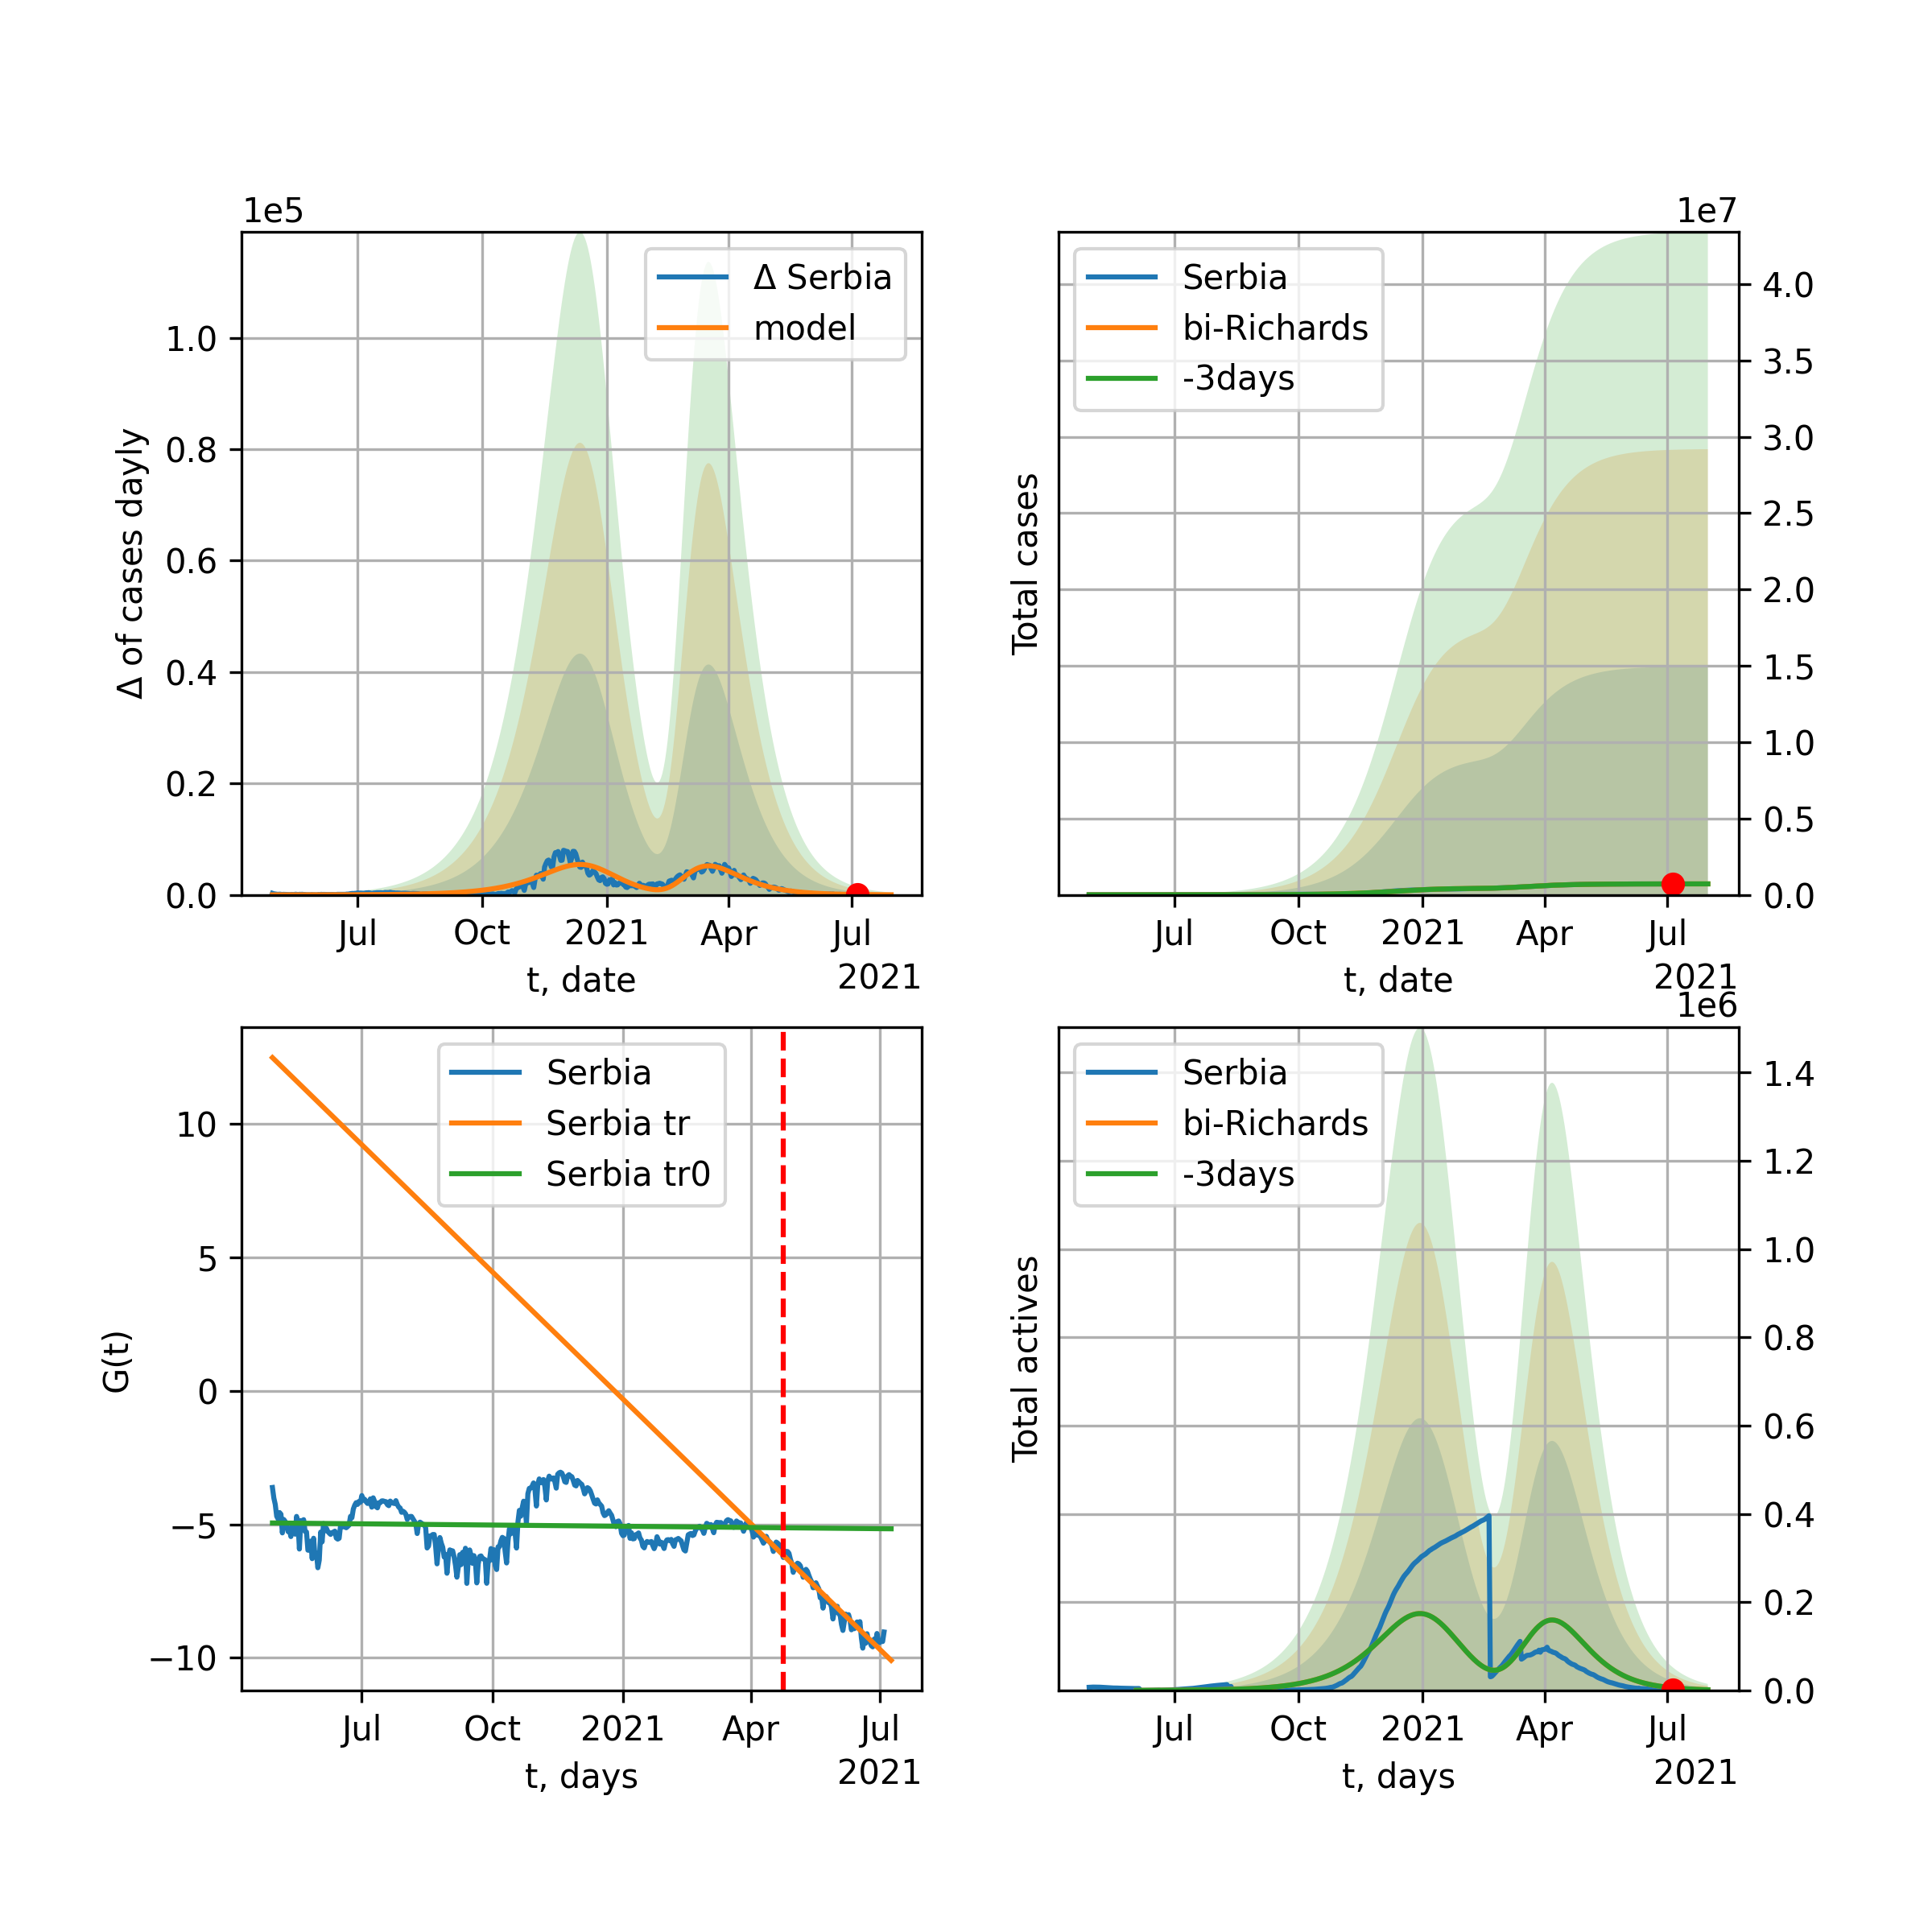 1e5
Δ Serbia
model
1.0
0.8
0.6
0.4
0.2
0.0
Δ of cases dayly
Jul Oct 2021 Apr Jul
t, date 2021
1e7
Serbia
bi-Richards
-3days
4.0
3.5
3.0
2.5
2.0
1.5
1.0
0.5
0.0
Total cases
Jul Oct 2021 Apr Jul
t, date 2021
Serbia
Serbia tr
Serbia tr0
10
5
0
−5
−10
G(t)
Jul Oct 2021 Apr Jul
t, days 2021
1e6
Serbia
bi-Richards
-3days
1.4
1.2
1.0
0.8
0.6
0.4
0.2
0.0
Total actives
Jul Oct 2021 Apr Jul
t, days 2021